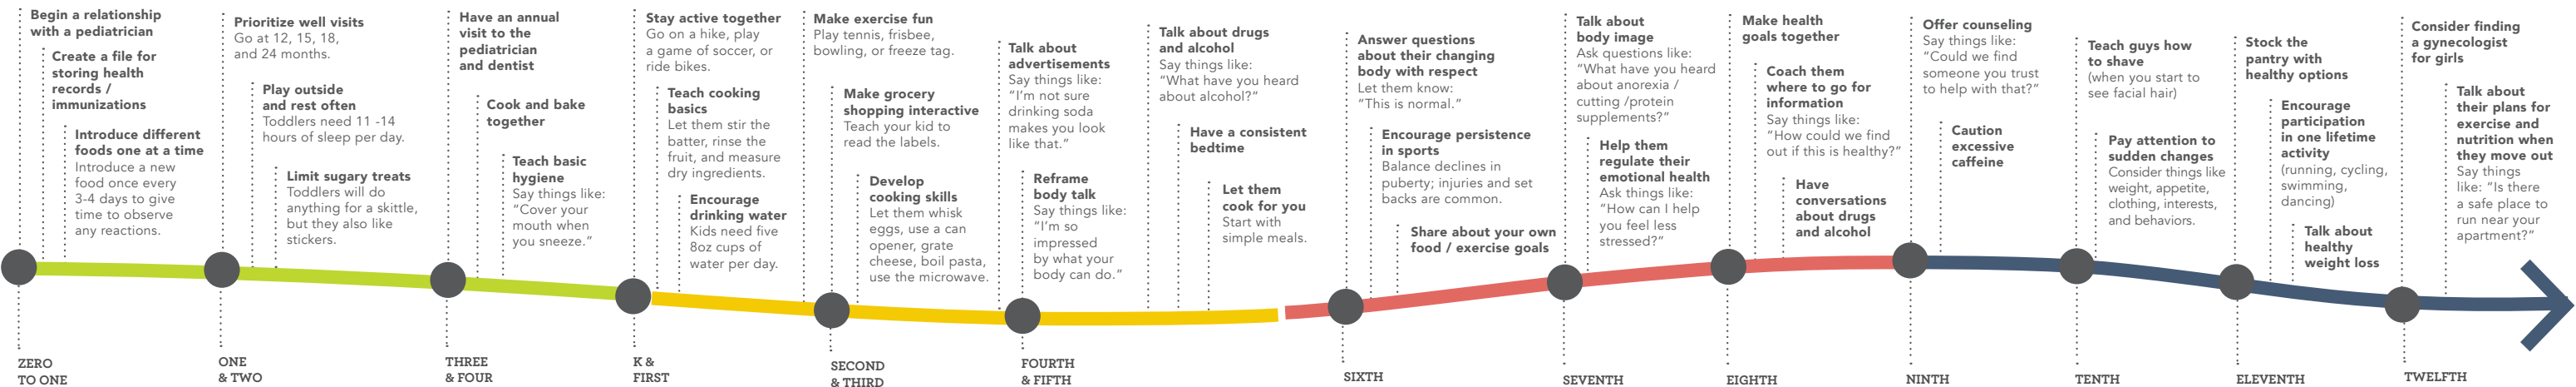 Begin a relationship
with a pediatrician
Create a file for
storing health
records /
immunizations
Introduce different
foods one at a time
Introduce a new
food once every
3-4 days to give
time to observe
any reactions.
Prioritize well visits
Go at 12, 15, 18,
and 24 months.
Play outside
and rest often
Toddlers need 11 -14
hours of sleep per day.
Limit sugary treats
Toddlers will do
anything for a skittle,
but they also like
stickers.
Have an annual
visit to the
pediatrician
and dentist
Cook and bake
together
Teach basic
hygiene
Say things like:
“Cover your
mouth when
you sneeze.”
Stay active together
Go on a hike, play
a game of soccer, or
ride bikes.
Teach cooking
basics
Let them stir the
batter, rinse the
fruit, and measure
dry ingredients.
Encourage
drinking water
Kids need five
8oz cups of
water per day.
Make exercise fun
Play tennis, frisbee,
bowling, or freeze tag.
Make grocery
shopping interactive
Teach your kid to
read the labels.
Develop
cooking skills
Let them whisk
eggs, use a can
opener, grate
cheese, boil pasta,
use the microwave.
Talk about
advertisements
Say things like:
“I’m not sure
drinking soda
makes you look
like that.”
Reframe
body talk
Say things like:
“I’m so
impressed
by what your
body can do.”
Talk about drugs
and alcohol
Say things like:
“What have you heard
about alcohol?”
Have a consistent
bedtime
Let them
cook for you
Start with
simple meals.
Answer questions
about their changing
body with respect
Let them know:
“This is normal.”
Encourage persistence
in sports
Balance declines in
puberty; injuries and set
backs are common.
Share about your own
food / exercise goals
Talk about
body image
Ask questions like:
“What have you heard
about anorexia /
cutting /protein
supplements?”
Help them
regulate their
emotional health
Ask things like:
“How can I help
you feel less
stressed?”
Make health
goals together
Coach them
where to go for
information
Say things like:
“How could we find
out if this is healthy?”
Have
conversations
about drugs
and alcohol
Offer counseling
Say things like:
“Could we find
someone you trust
to help with that?”
Caution
excessive
caffeine
Teach guys how
to shave
(when you start to
see facial hair)
Pay attention to
sudden changes
Consider things like
weight, appetite,
clothing, interests,
and behaviors.
Stock the
pantry with
healthy options
Encourage
participation
in one lifetime
activity
(running, cycling,
swimming,
dancing)
Talk about
healthy
weight loss
Consider finding
a gynecologist
for girls
Talk about
their plans for
exercise and
nutrition when
they move out
Say things
like: “Is there
a safe place to
run near your
apartment?”
ZERO
TO ONE
ONE
& TWO
THREE
& FOUR
K &
FIRST
SECOND
& THIRD
FOURTH
& FIFTH
SIXTH
SEVENTH
EIGHTH
NINTH
TENTH
ELEVENTH
TWELFTH